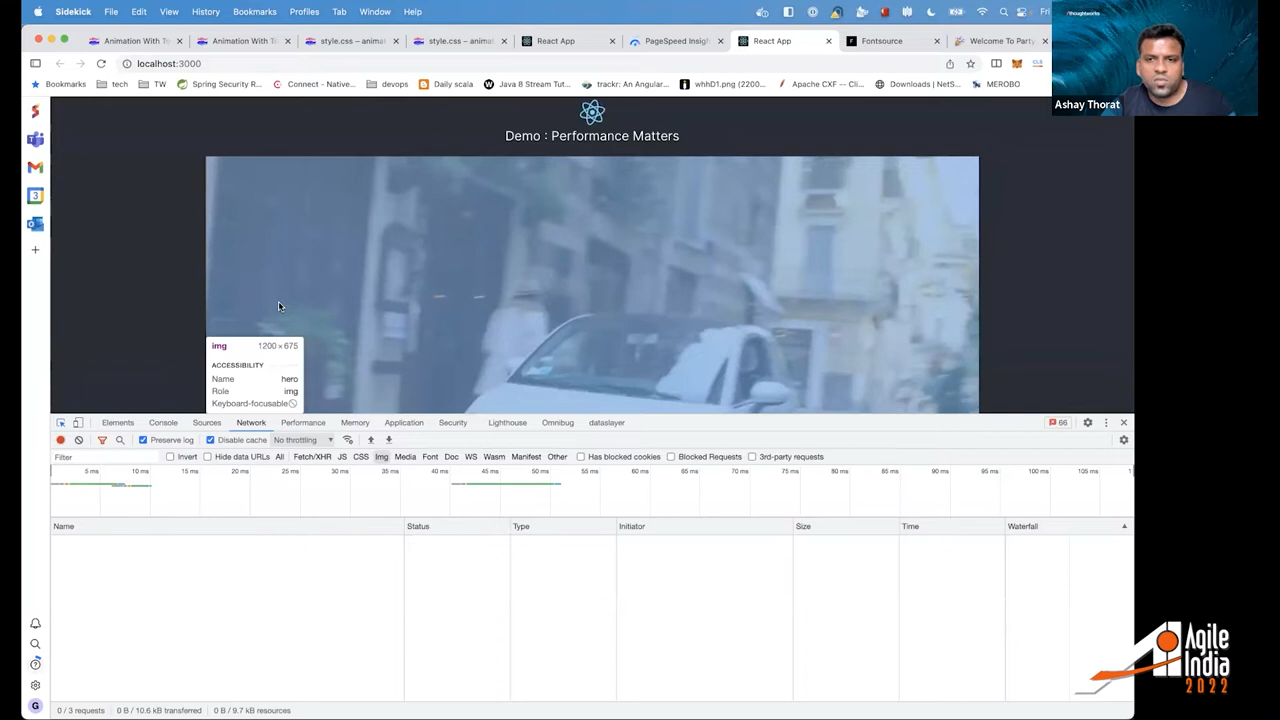 Sidekick File Edit View History Bookmarks Profiles Tab Window Help
Animation With Tw Animation With Tw style.css – animat style.css – animat React App PageSpeed Insigh React App Fontsource Welcome To Party
localhost:3000
Bookmarks tech TW Spring Security R... Connect - Native... devops Daily scala Java 8 Stream Tut... trackr: An Angular... whhD1.png (2200... Apache CXF -- Cli... Downloads | NetS... MEROBO
/thoughtworks
Ashay Thorat
Demo : Performance Matters
img 1200 × 675
ACCESSIBILITY
Name hero
Role img
Keyboard-focusable
Elements Console Sources Network Performance Memory Application Security Lighthouse Omnibug dataslayer 66
Preserve log Disable cache No throttling
Filter Invert Hide data URLs All Fetch/XHR JS CSS Img Media Font Doc WS Wasm Manifest Other Has blocked cookies Blocked Requests 3rd-party requests
5 ms 10 ms 15 ms 20 ms 25 ms 30 ms 35 ms 40 ms 45 ms 50 ms 55 ms 60 ms 65 ms 70 ms 75 ms 80 ms 85 ms 90 ms 95 ms 100 ms 105 ms
Name Status Type Initiator Size Time Waterfall
0 / 3 requests 0 B / 10.6 kB transferred 0 B / 9.7 kB resources
G
Agile
India
2022